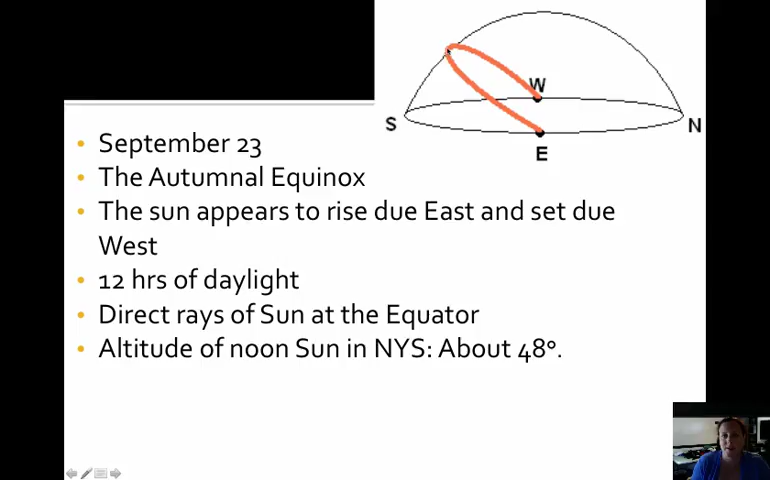 W
S
N
E
September 23
The Autumnal Equinox
The sun appears to rise due East and set due
West
12 hrs of daylight
Direct rays of Sun at the Equator
Altitude of noon Sun in NYS: About 48°.